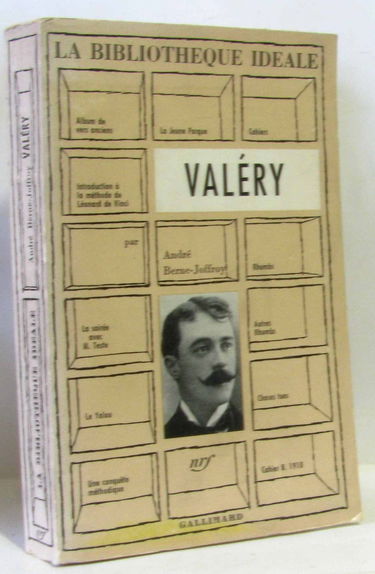 LA BIBLIOTHEQUE IDEALE
Album de
vers anciens
La Jeune Parque
Cahiers
Introduction à
la méthode de
Léonard de Vinci
VALÉRY
par
André
Berne-Joffroy
Rhumbs
La soirée
avec
M. Teste
Autres
Rhumbs
Le Yalou
Choses tues
Une conquête
méthodique
nrf
Cahier B. 1910
GALLIMARD
André Berne-Joffroy VALÉRY
LA BIBLIOTHEQUE IDEALE
nrf